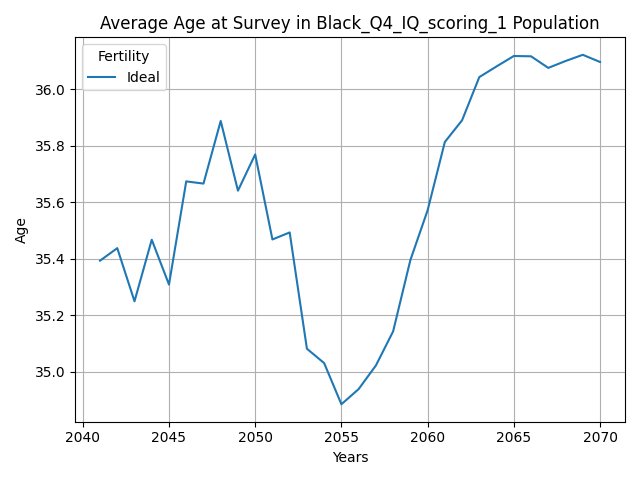 Average Age at Survey in Black_Q4_IQ_scoring_1 Population
Fertility
Ideal
Age
36.0
35.8
35.6
35.4
35.2
35.0
2040 2045 2050 2055 2060 2065 2070
Years